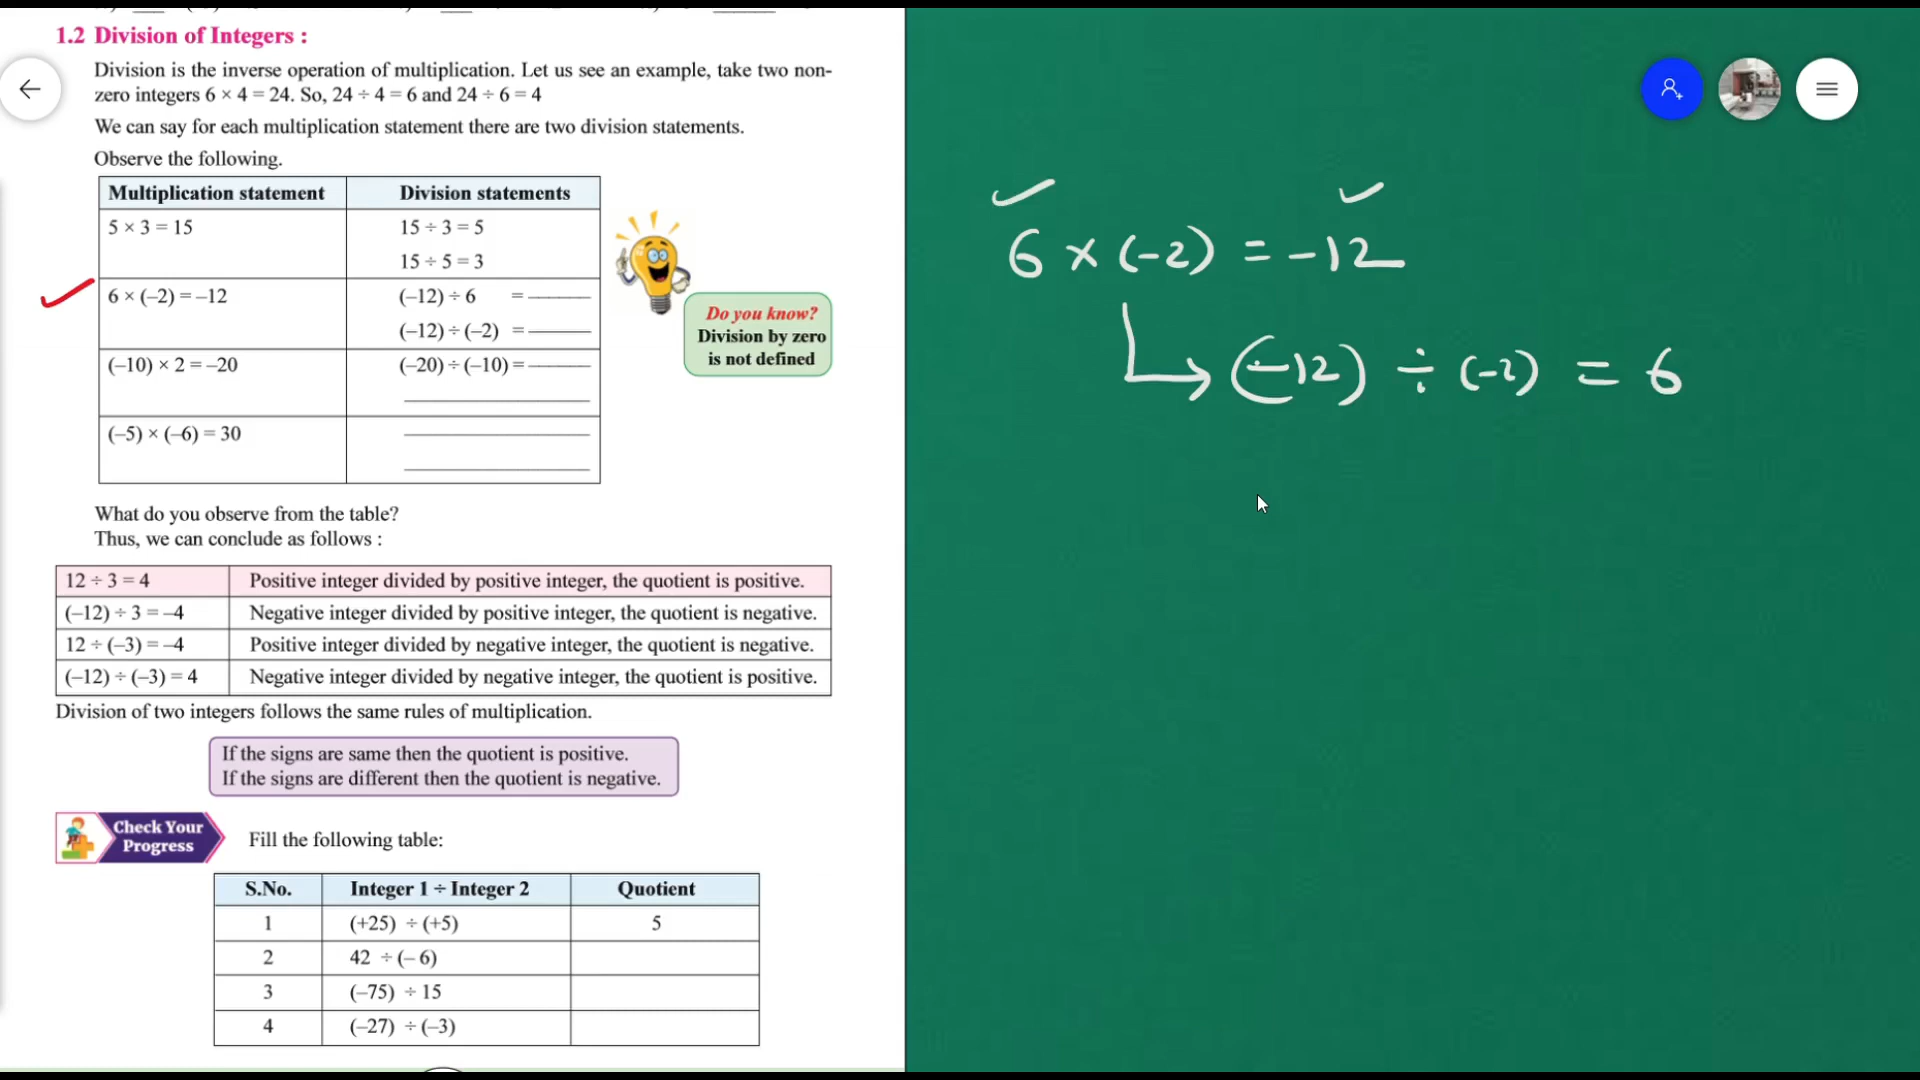 1.2 Division of Integers :
Division is the inverse operation of multiplication. Let us see an example, take two non-
zero integers 6 × 4 = 24. So, 24 ÷ 4 = 6 and 24 ÷ 6 = 4
We can say for each multiplication statement there are two division statements.
Observe the following.
Multiplication statement Division statements
5 × 3 = 15 15 ÷ 3 = 5
15 ÷ 5 = 3
6 × (–2) = –12 (–12) ÷ 6 = ______
(–12) ÷ (–2) = ______
(–10) × 2 = –20 (–20) ÷ (–10) = ______
(–5) × (–6) = 30
Do you know?
Division by zero
is not defined
What do you observe from the table?
Thus, we can conclude as follows :
12 ÷ 3 = 4 Positive integer divided by positive integer, the quotient is positive.
(–12) ÷ 3 = –4 Negative integer divided by positive integer, the quotient is negative.
12 ÷ (–3) = –4 Positive integer divided by negative integer, the quotient is negative.
(–12) ÷ (–3) = 4 Negative integer divided by negative integer, the quotient is positive.
Division of two integers follows the same rules of multiplication.
If the signs are same then the quotient is positive.
If the signs are different then the quotient is negative.
Check Your
Progress
Fill the following table:
S.No. Integer 1 ÷ Integer 2 Quotient
1 (+25) ÷ (+5) 5
2 42 ÷ (– 6)
3 (–75) ÷ 15
4 (–27) ÷ (–3)
6 × (-2) = -12
(-12) ÷ (-2) = 6